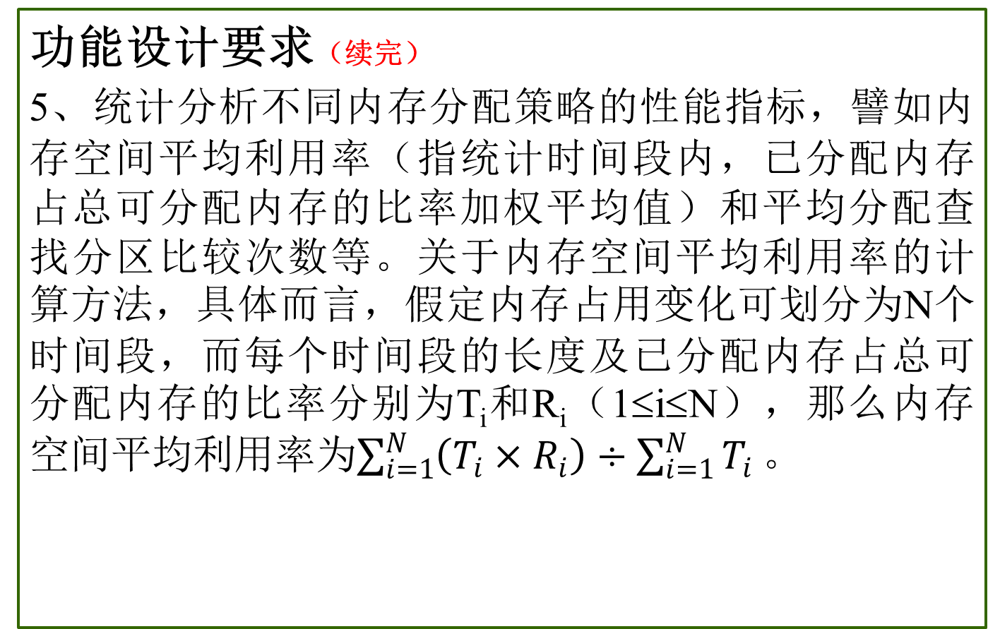 功能设计要求（续完）
5、统计分析不同内存分配策略的性能指标，譬如内
存空间平均利用率（指统计时间段内，已分配内存
占总可分配内存的比率加权平均值）和平均分配查
找分区比较次数等。关于内存空间平均利用率的计
算方法，具体而言，假定内存占用变化可划分为N个
时间段，而每个时间段的长度及已分配内存占总可
分配内存的比率分别为Tᵢ和Rᵢ（1≤i≤N），那么内存
空间平均利用率为∑_{i=1}^{N}(T_i × R_i) ÷ ∑_{i=1}^{N} T_i 。